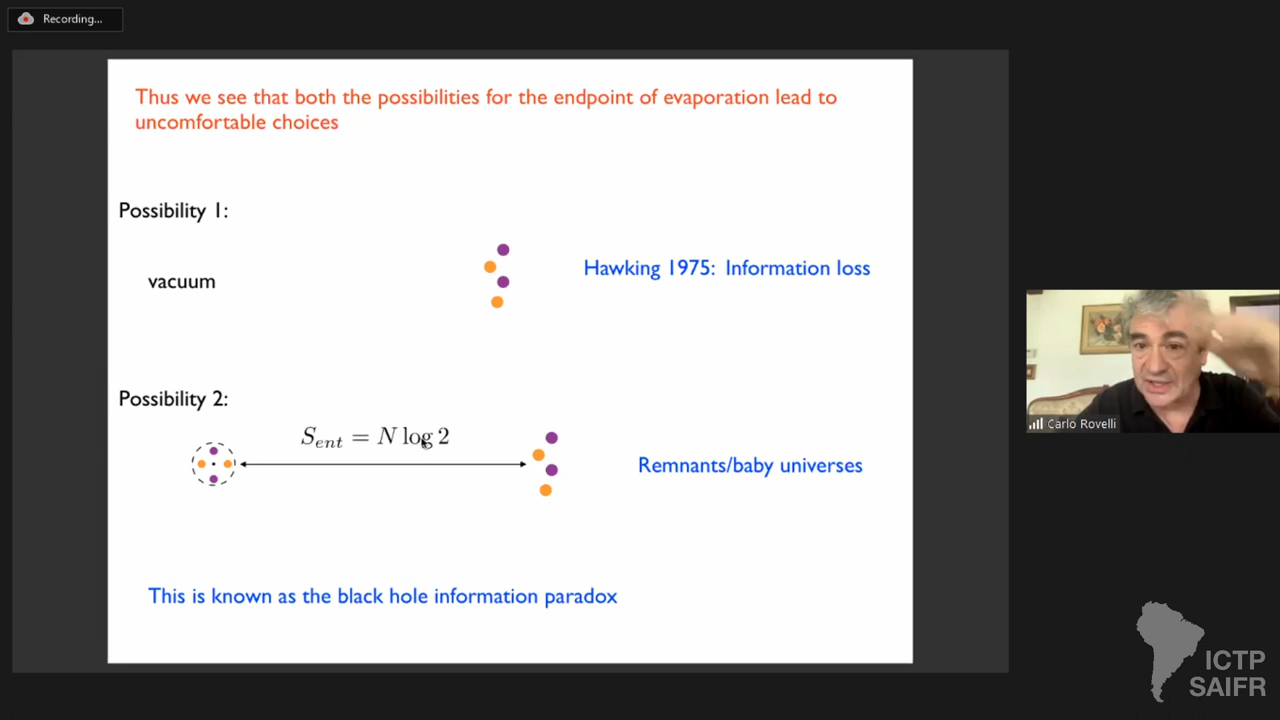 Recording...
Thus we see that both the possibilities for the endpoint of evaporation lead to
uncomfortable choices
Possibility 1:
vacuum
Hawking 1975: Information loss
Possibility 2:
S_{ent} = N log 2
Remnants/baby universes
This is known as the black hole information paradox
Carlo Rovelli
ICTP
SAIFR